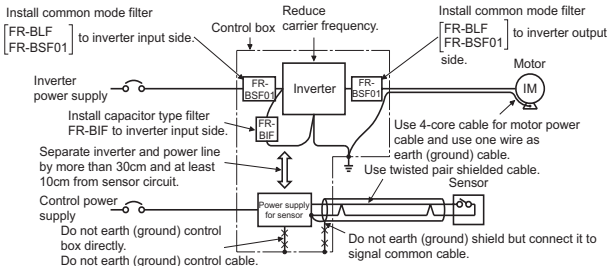 Install common mode filter
FR-BLF
FR-BSF01
to inverter input side.
Control box
Reduce
carrier frequency.
Install common mode filter
FR-BLF
FR-BSF01
to inverter output
side.
Inverter
power supply
FR-
BSF01
Inverter
FR-
BSF01
Motor
IM
Install capacitor type filter
FR-BIF to inverter input side.
FR-
BIF
Use 4-core cable for motor power
cable and use one wire as
earth (ground) cable.
Separate inverter and power line
by more than 30cm and at least
10cm from sensor circuit.
Use twisted pair shielded cable.
Sensor
Control power
supply
Power supply
for sensor
Do not earth (ground) control
box directly.
Do not earth (ground) control cable.
Do not earth (ground) shield but connect it to
signal common cable.